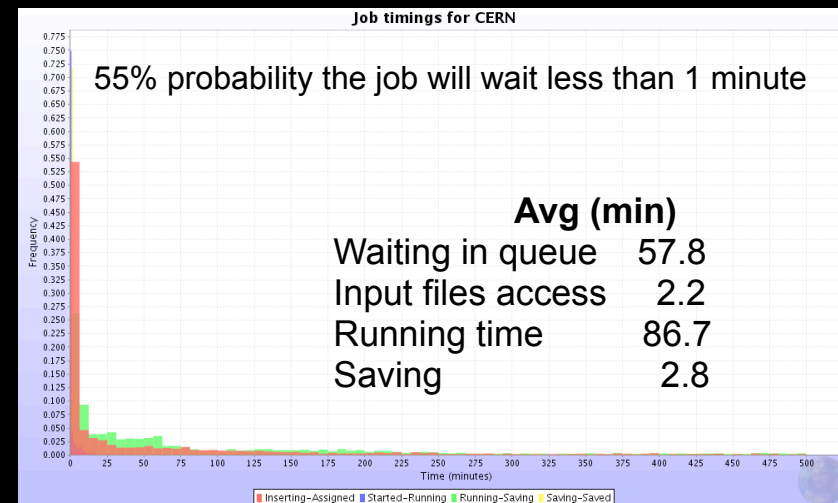 Job timings for CERN
55% probability the job will wait less than 1 minute
Avg (min)
Waiting in queue 57.8
Input files access 2.2
Running time 86.7
Saving 2.8
Frequency
0.775
0.750
0.725
0.700
0.675
0.650
0.625
0.600
0.575
0.550
0.525
0.500
0.475
0.450
0.425
0.400
0.375
0.350
0.325
0.300
0.275
0.250
0.225
0.200
0.175
0.150
0.125
0.100
0.075
0.050
0.025
0.000
0 25 50 75 100 125 150 175 200 225 250 275 300 325 350 375 400 425 450 475 500
Time (minutes)
Inserting-Assigned Started-Running Running-Saving Saving-Saved